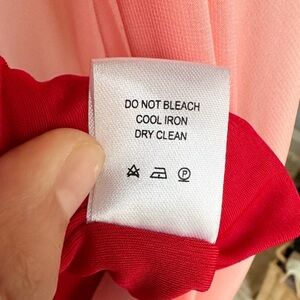 DO NOT BLEACH
COOL IRON
DRY CLEAN
P